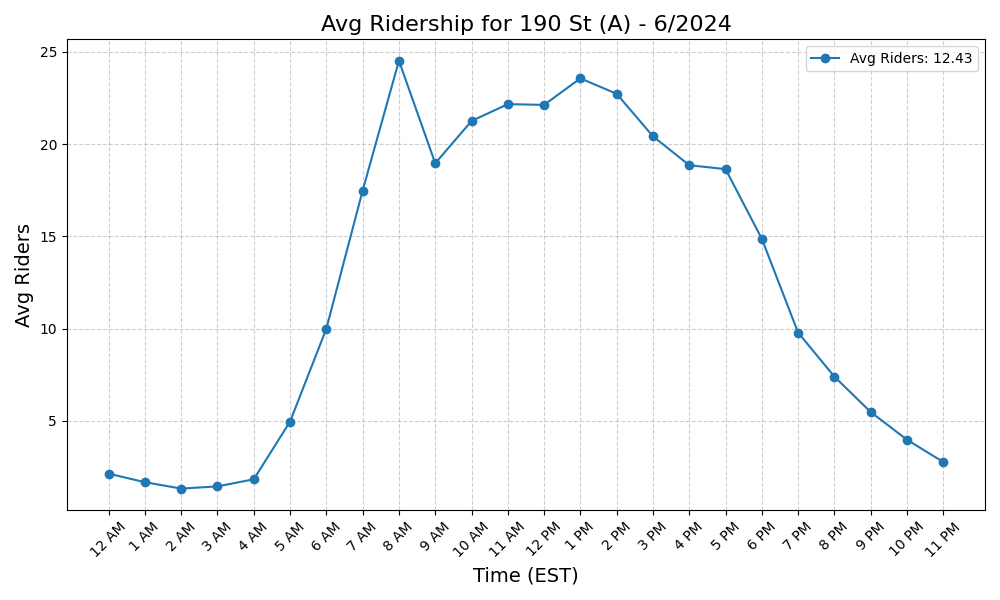 Avg Ridership for 190 St (A) - 6/2024
Avg Riders: 12.43
Avg Riders
25
20
15
10
5
12 AM
1 AM
2 AM
3 AM
4 AM
5 AM
6 AM
7 AM
8 AM
9 AM
10 AM
11 AM
12 PM
1 PM
2 PM
3 PM
4 PM
5 PM
6 PM
7 PM
8 PM
9 PM
10 PM
11 PM
Time (EST)